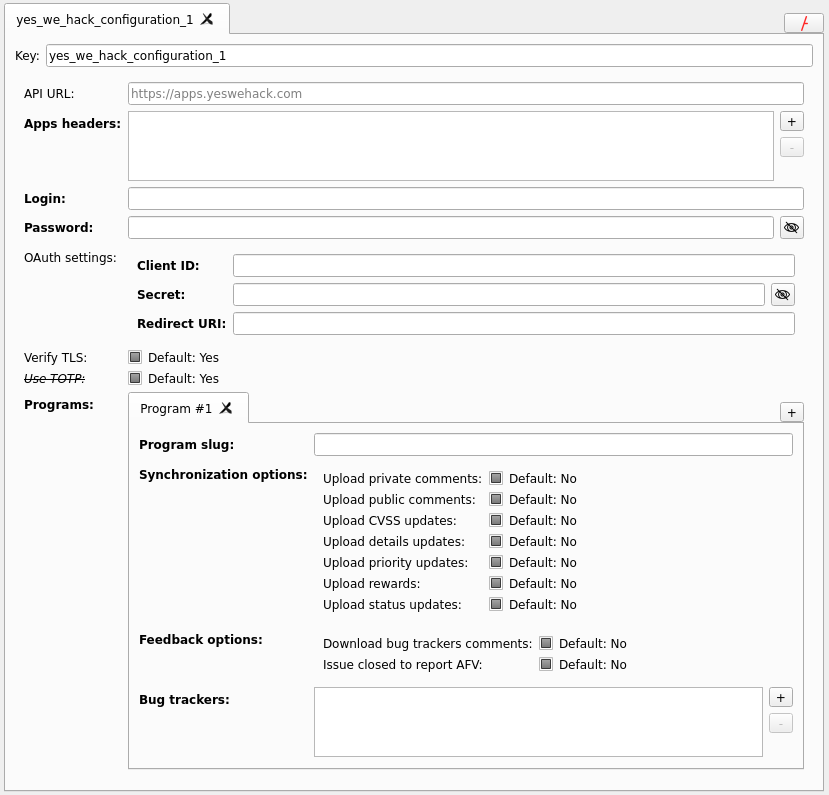 yes_we_hack_configuration_1
Key: yes_we_hack_configuration_1
API URL: https://apps.yeswehack.com
Apps headers: +
-
Login:
Password:
OAuth settings:
Client ID:
Secret:
Redirect URI:
Verify TLS: Default: Yes
Use TOTP: Default: Yes
Programs: Program #1 +
Program slug:
Synchronization options:
Upload private comments: Default: No
Upload public comments: Default: No
Upload CVSS updates: Default: No
Upload details updates: Default: No
Upload priority updates: Default: No
Upload rewards: Default: No
Upload status updates: Default: No
Feedback options:
Download bug trackers comments: Default: No
Issue closed to report AFV: Default: No
Bug trackers: +
-